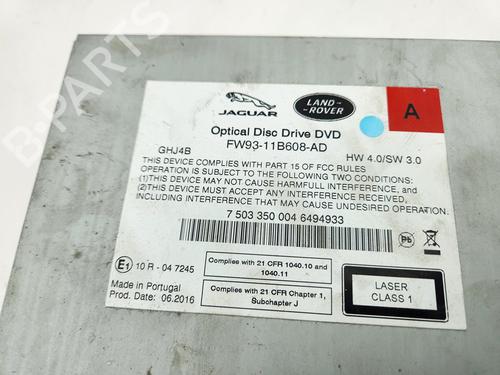 B-PARTS
JAGUAR
LAND
ROVER
A
Optical Disc Drive DVD
FW93-11B608-AD
GHJ4B
HW 4.0/SW 3.0
THIS DEVICE COMPLIES WITH PART 15 OF FCC RULES
OPERATION IS SUBJECT TO THE FOLLOWING TWO CONDITIONS:
(1)THIS DEVICE MAY NOT CAUSE HARMFULL INTERFERENCE, AND
(2)THIS DEVICE MUST ACCEPT ANY INTERFERENCE RECEIVED,
INCLUDING INTERFERENCE THAT MAY CAUSE UNDESIRED OPERATION.
7 503 350 004 6494933
Pb
E1 10 R - 04 7245
Complies with 21 CFR 1040.10 and
1040.11
Made in Portugal
Prod. Date: 06.2016
Complies with 21 CFR Chapter 1,
Subchapter J
LASER
CLASS 1